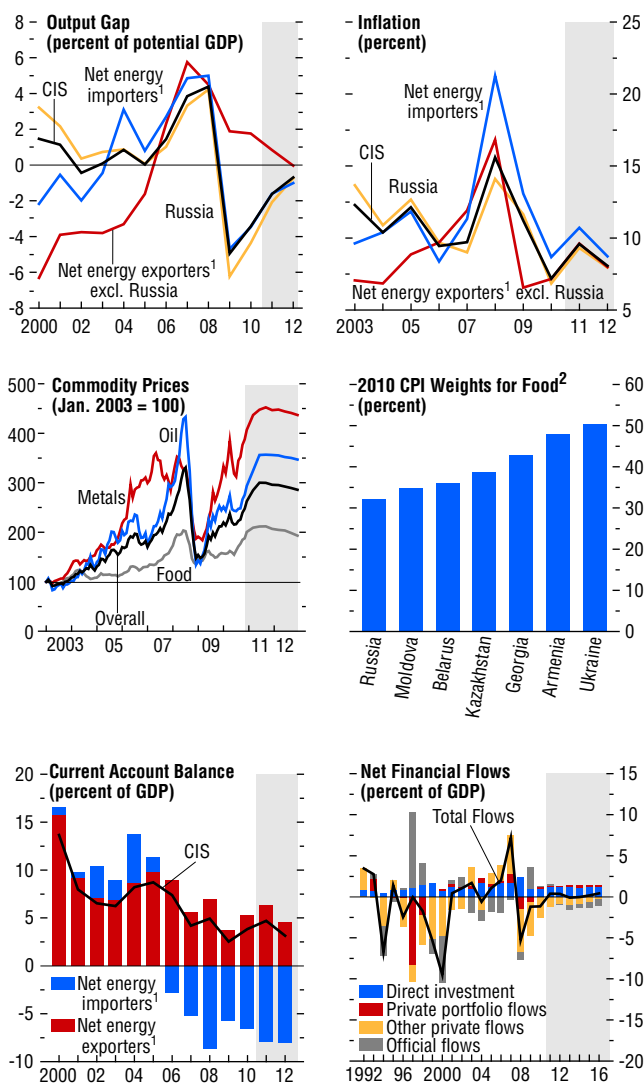 Output Gap
(percent of potential GDP)
8
6
4
2
0
-2
-4
-6
-8
CIS
Net energy
importers1
Russia
Net energy exporters1
excl. Russia
2000 02 04 06 08 10 12
Inflation
(percent)
25
20
15
10
5
Net energy
importers1
CIS
Russia
Net energy exporters1 excl. Russia
2003 05 07 09 11 12
Commodity Prices
(Jan. 2003 = 100)
500
400
300
200
100
0
Oil
Metals
Food
Overall
2003 05 07 09 11 12
2010 CPI Weights for Food2
(percent)
60
50
40
30
20
10
0
Russia
Moldova
Belarus
Kazakhstan
Georgia
Armenia
Ukraine
Current Account Balance
(percent of GDP)
20
15
10
5
0
-5
-10
CIS
Net energy
importers1
Net energy
exporters1
2000 02 04 06 08 10 12
Net Financial Flows
(percent of GDP)
15
10
5
0
-5
-10
-15
-20
Total Flows
Direct investment
Private portfolio flows
Other private flows
Official flows
1992 96 2000 04 08 12 16